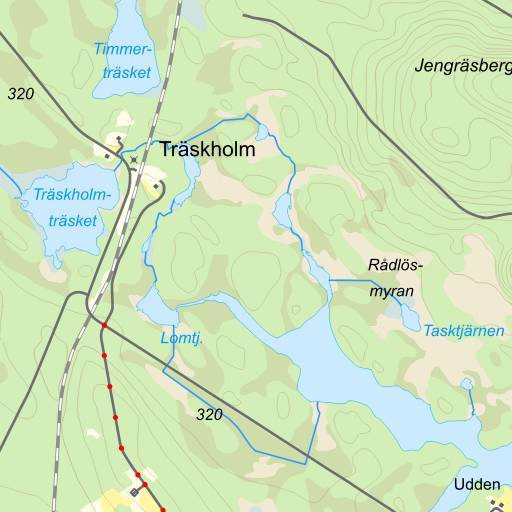 Timmer-
träsket
Jengräsberg
320
Träskholm
Träskholm-
träsket
Rådlös-
myran
Tasktjärnen
Lomtj.
320
Udden